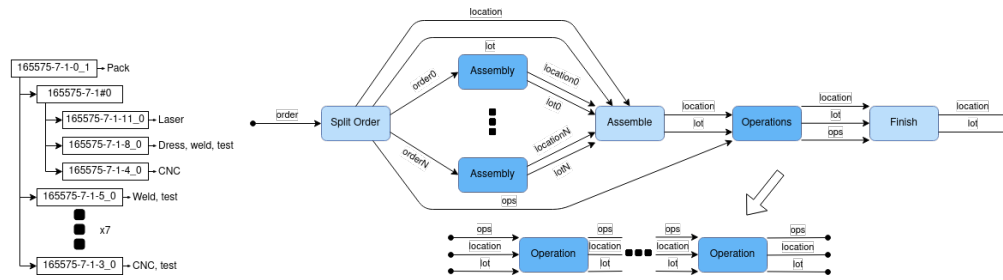 165575-7-1-0_1
Pack
165575-7-1#0
165575-7-1-11_0
Laser
165575-7-1-8_0
Dress, weld, test
165575-7-1-4_0
CNC
165575-7-1-5_0
Weld, test
x7
165575-7-1-3_0
CNC, test
order
Split Order
location
lot
order0
orderN
ops
Assembly
Assembly
location0
lot0
locationN
lotN
Assemble
location
lot
Operations
location
lot
ops
Finish
location
lot
ops
location
lot
Operation
ops
location
lot
ops
location
lot
Operation
ops
location
lot